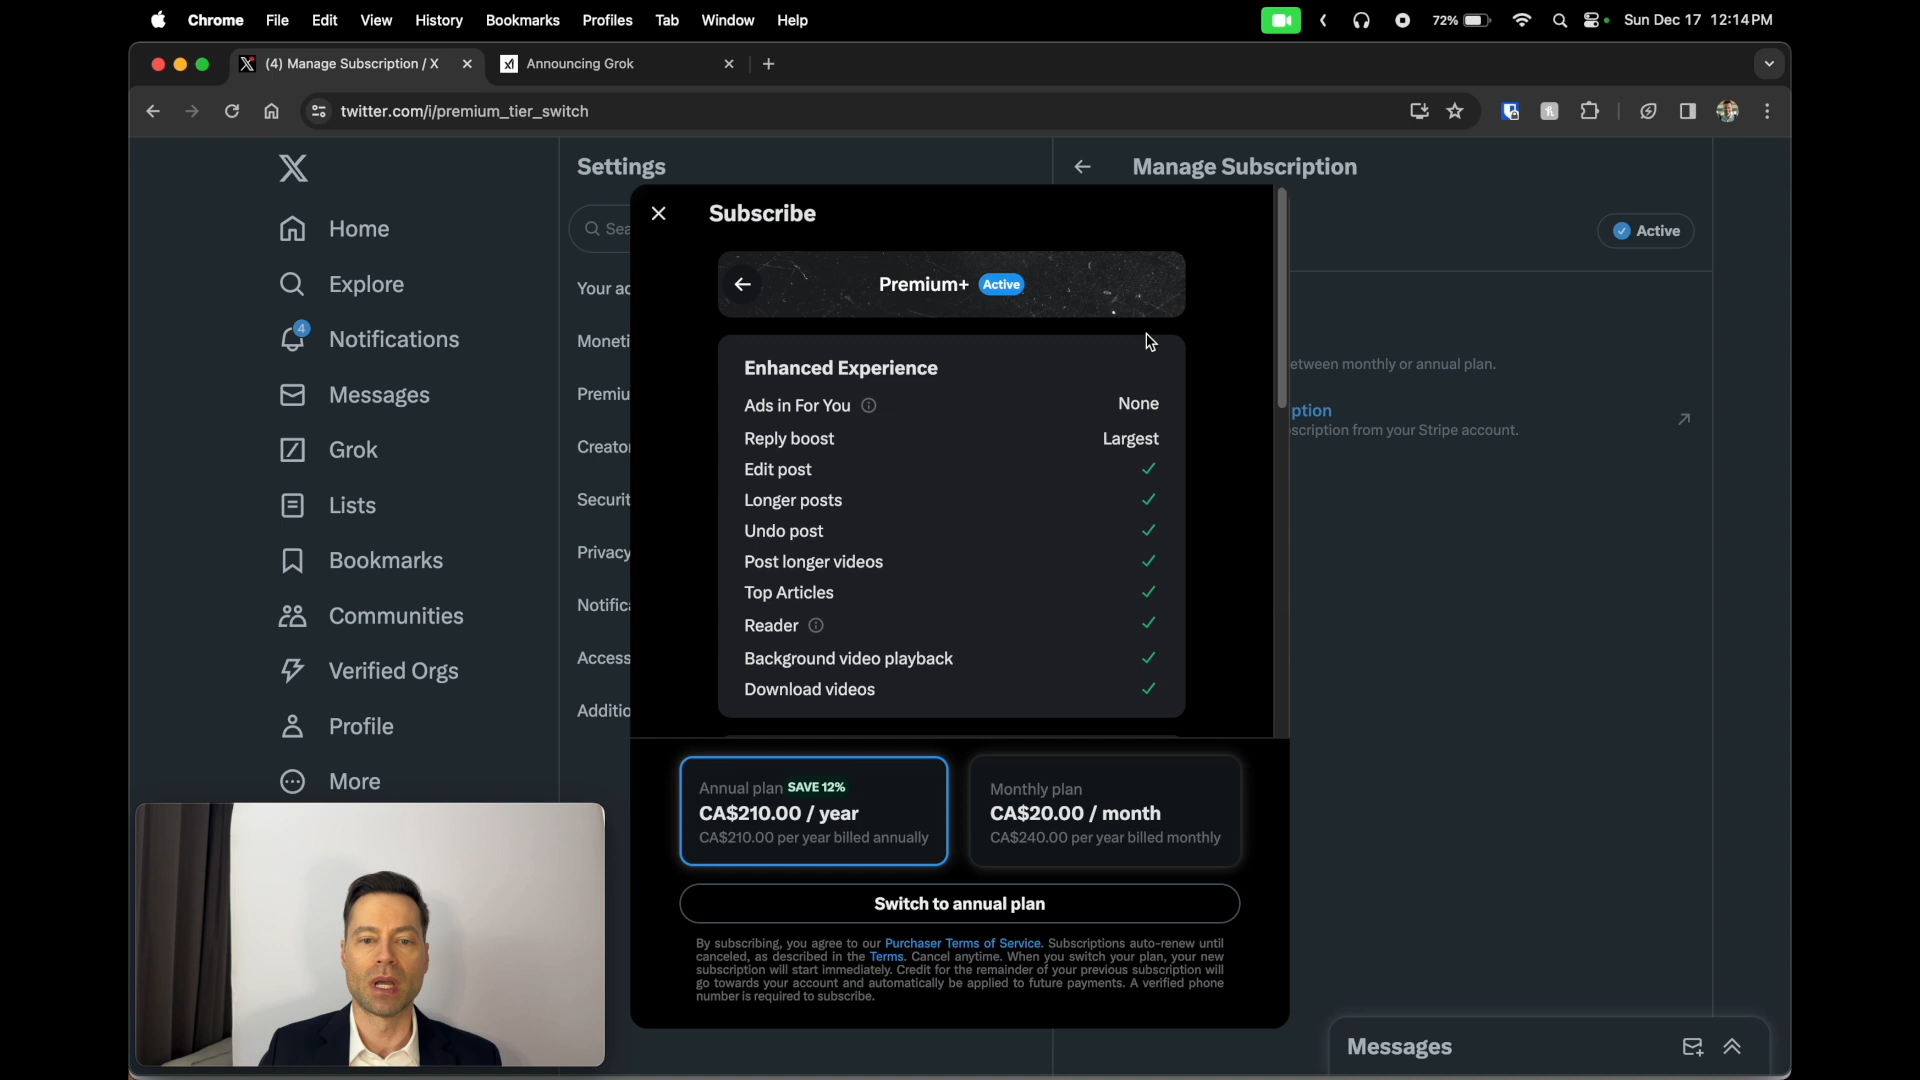 Chrome File Edit View History Bookmarks Profiles Tab Window Help
72% Sun Dec 17 12:14 PM
(4) Manage Subscription / X
Announcing Grok
twitter.com/i/premium_tier_switch
Home
Explore
4
Notifications
Messages
Grok
Lists
Bookmarks
Communities
Verified Orgs
Profile
More
Settings
Sea
Your ac
Moneti
Premiu
Creato
Securit
Privacy
Notific
Access
Additio
Manage Subscription
Active
etween monthly or annual plan.
ption
scription from your Stripe account.
Subscribe
Premium+ Active
Enhanced Experience
Ads in For You None
Reply boost Largest
Edit post
Longer posts
Undo post
Post longer videos
Top Articles
Reader
Background video playback
Download videos
Annual plan SAVE 12%
CA$210.00 / year
CA$210.00 per year billed annually
Monthly plan
CA$20.00 / month
CA$240.00 per year billed monthly
Switch to annual plan
By subscribing, you agree to our Purchaser Terms of Service. Subscriptions auto-renew until
canceled, as described in the Terms. Cancel anytime. When you switch your plan, your new
subscription will start immediately. Credit for the remainder of your previous subscription will
go towards your account and automatically be applied to future payments. A verified phone
number is required to subscribe.
Messages